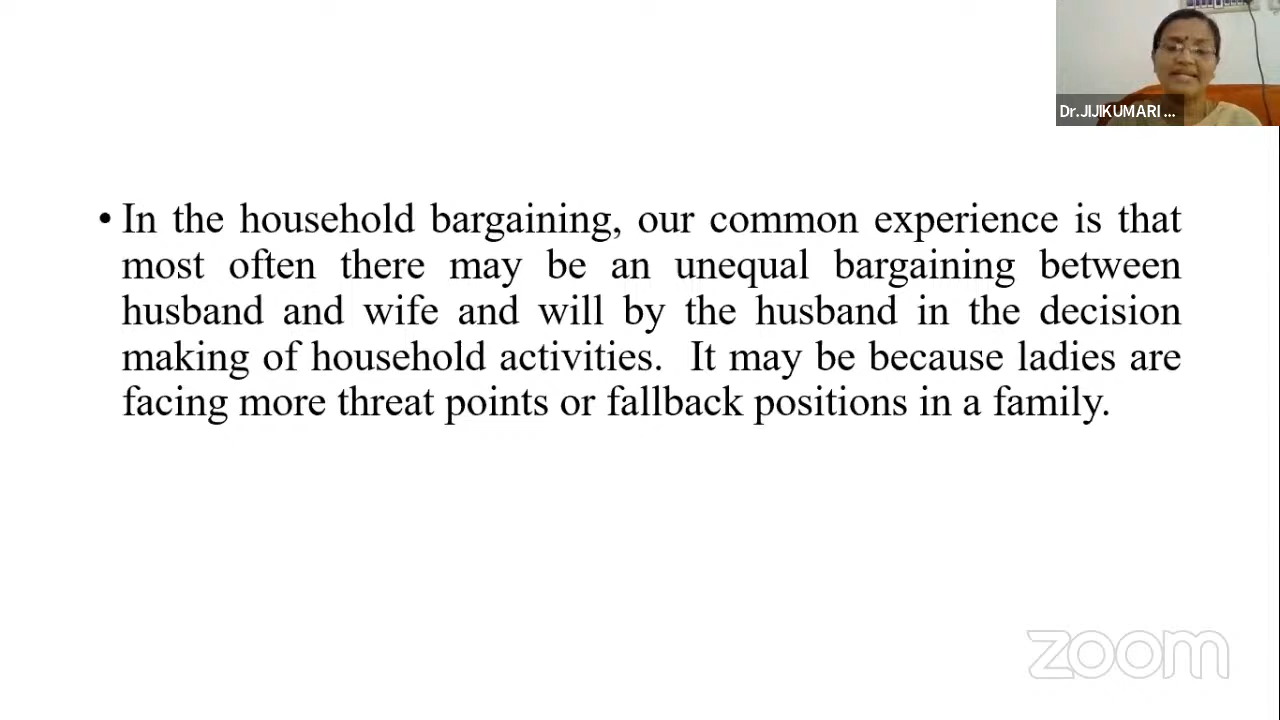 Dr.JIJIKUMARI ...
• In the household bargaining, our common experience is that
most often there may be an unequal bargaining between
husband and wife and will by the husband in the decision
making of household activities. It may be because ladies are
facing more threat points or fallback positions in a family.
zoom